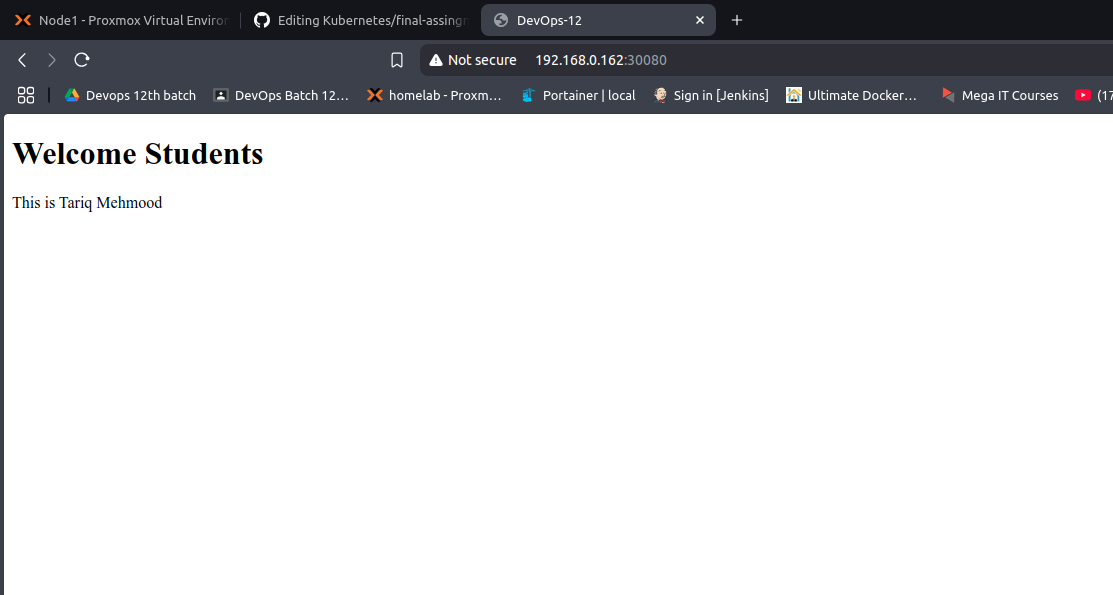 Node1 - Proxmox Virtual Enviro
Editing Kubernetes/final-assing
DevOps-12
Not secure 192.168.0.162:30080
Devops 12th batch
DevOps Batch 12...
homelab - Proxm...
Portainer | local
Sign in [Jenkins]
Ultimate Docker...
Mega IT Courses
(17
Welcome Students
This is Tariq Mehmood